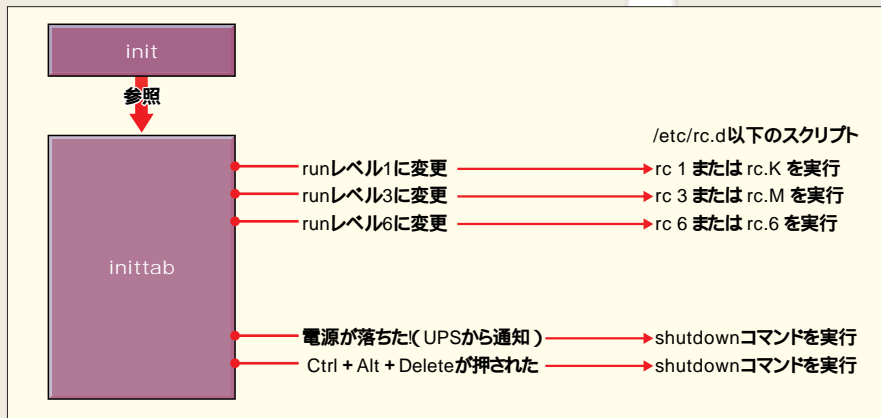 init
参照
/etc/rc.d以下のスクリプト
runレベル1に変更 rc 1 または rc.K を実行
runレベル3に変更 rc 3 または rc.M を実行
runレベル6に変更 rc 6 または rc.6 を実行
inittab
電源が落ちた!(UPSから通知) shutdownコマンドを実行
Ctrl + Alt + Deleteが押された shutdownコマンドを実行